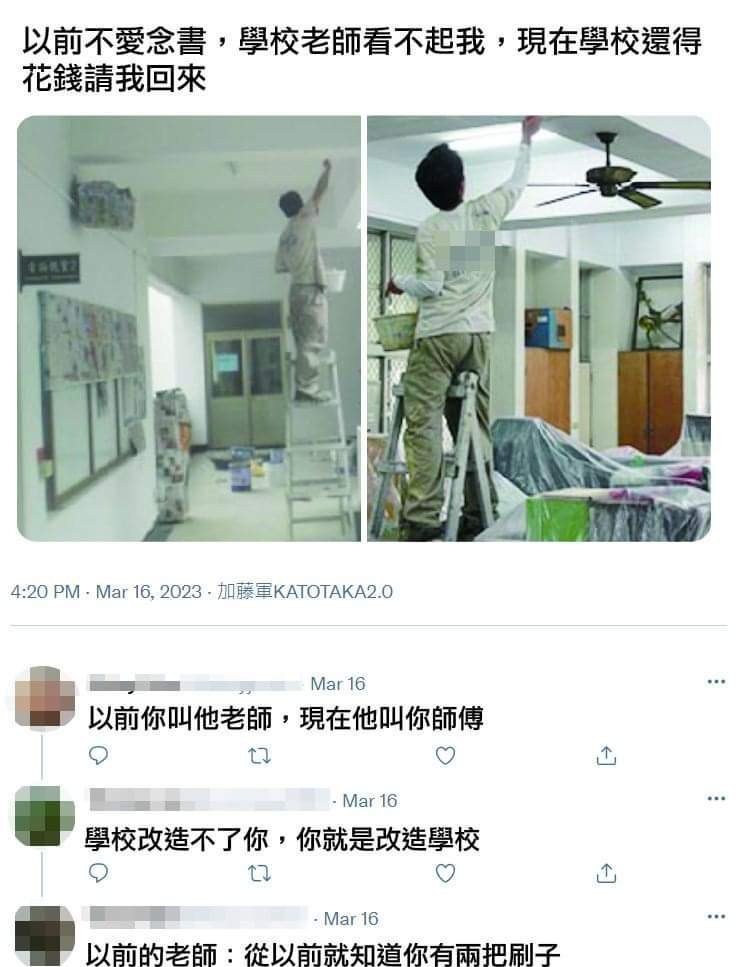 以前不愛念書，學校老師看不起我，現在學校還得
花錢請我回來
4:20 PM · Mar 16, 2023 · 加藤軍KATOTAKA2.0
· Mar 16
以前你叫他老師，現在他叫你師傅
· Mar 16
學校改造不了你，你就是改造學校
· Mar 16
以前的老師：從以前就知道你有兩把刷子